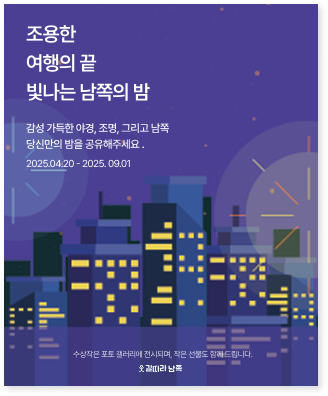 조용한
여행의 끝
빛나는 남쪽의 밤
감성 가득한 야경, 조명, 그리고 남쪽
당신만의 밤을 공유해주세요 .
2025.04.20 - 2025. 09.01
수상작은 포토 갤러리에 전시되며, 작은 선물도 함께 드립니다.
갈피리 남쪽